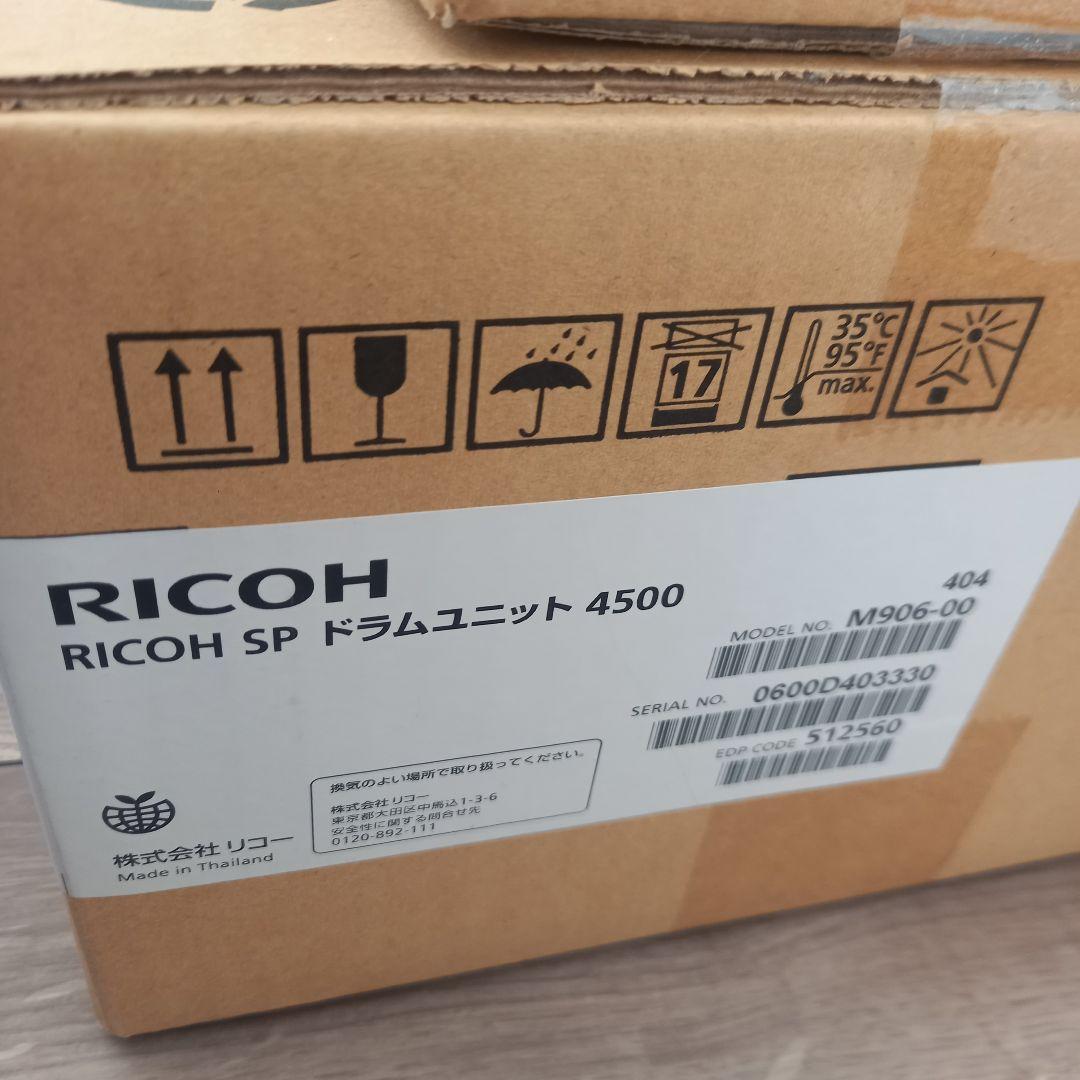 17
35℃
95°F
max.
RICOH
RICOH SP ドラムユニット 4500
404
MODEL NO. M906-00
SERIAL NO. 0600D403330
EDP CODE 512560
換気のよい場所で取り扱ってください。
株式会社 リコー
東京都大田区中馬込1-3-6
安全性に関する問合せ先
0120-892-111
株式会社 リコー
Made in Thailand